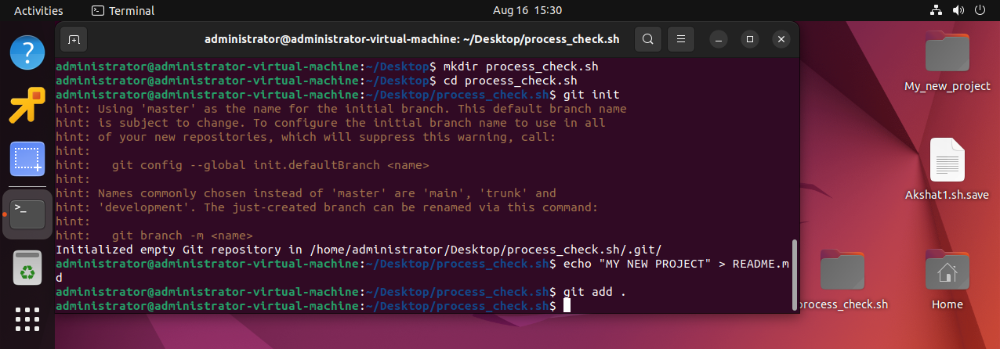 Activities
Terminal
Aug 16 15:30
administrator@administrator-virtual-machine: ~/Desktop/process_check.sh
administrator@administrator-virtual-machine:~/Desktop$ mkdir process_check.sh
administrator@administrator-virtual-machine:~/Desktop$ cd process_check.sh
administrator@administrator-virtual-machine:~/Desktop/process_check.sh$ git init
hint: Using 'master' as the name for the initial branch. This default branch name
hint: is subject to change. To configure the initial branch name to use in all
hint: of your new repositories, which will suppress this warning, call:
hint:
hint:   git config --global init.defaultBranch <name>
hint:
hint: Names commonly chosen instead of 'master' are 'main', 'trunk' and
hint: 'development'. The just-created branch can be renamed via this command:
hint:
hint:   git branch -m <name>
Initialized empty Git repository in /home/administrator/Desktop/process_check.sh/.git/
administrator@administrator-virtual-machine:~/Desktop/process_check.sh$ echo "MY NEW PROJECT" > README.m
d
administrator@administrator-virtual-machine:~/Desktop/process_check.sh$ git add .
administrator@administrator-virtual-machine:~/Desktop/process_check.sh$
My_new_project
Akshat1.sh.save
process_check.sh
Home